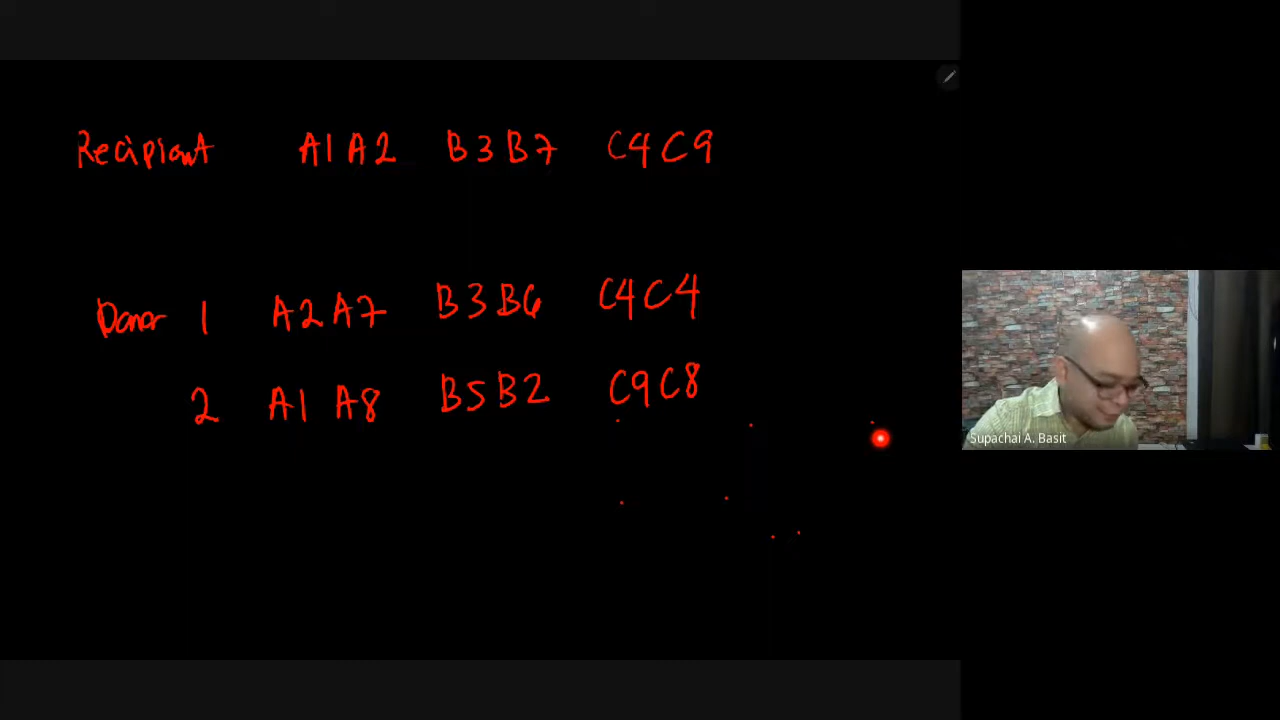 Recipient A1 A2 B3 B7 C4 C9
Donor 1 A2 A7 B3 B6 C4 C4
2 A1 A8 B5 B2 C9 C8
Supachai A. Basit